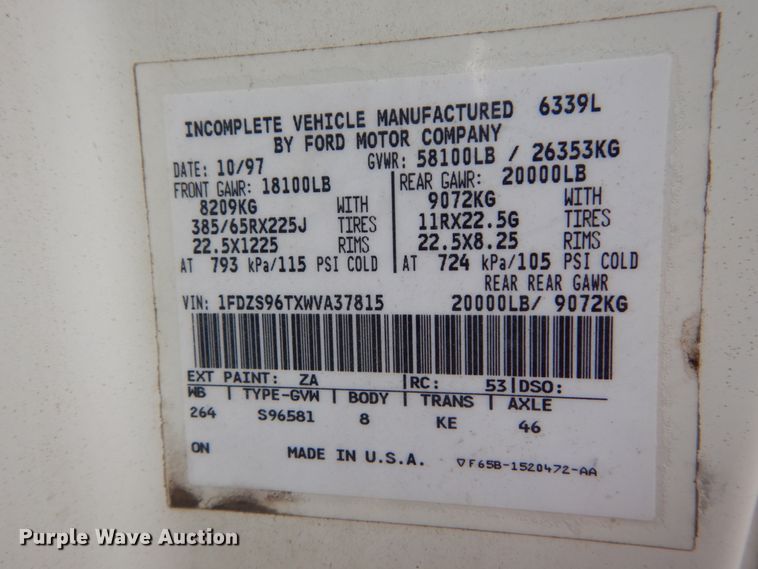 INCOMPLETE VEHICLE MANUFACTURED 6339L
BY FORD MOTOR COMPANY
DATE: 10/97 GVWR: 58100LB / 26353KG
FRONT GAWR: 18100LB REAR GAWR: 20000LB
8209KG WITH 9072KG WITH
385/65RX225J TIRES 11RX22.5G TIRES
22.5X1225 RIMS 22.5X8.25 RIMS
AT 793 kPa/115 PSI COLD AT 724 kPa/105 PSI COLD
REAR REAR GAWR
VIN: 1FDZS96TXWVA37815 20000LB/ 9072KG
EXT PAINT: ZA RC: 53 DSO:
WB TYPE-GVW BODY TRANS AXLE
264 S96581 8 KE 46
ON MADE IN U.S.A. ▽F65B-1520472-AA
Purple Wave Auction